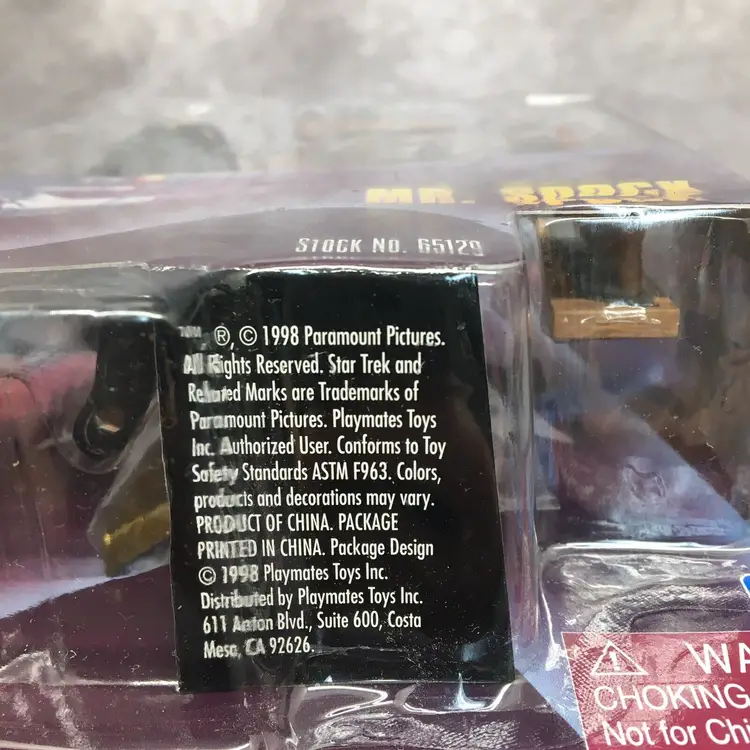 MR. SPOCK
STOCK NO. 65129
TM, ®, © 1998 Paramount Pictures.
All Rights Reserved. Star Trek and
Related Marks are Trademarks of
Paramount Pictures. Playmates Toys
Inc. Authorized User. Conforms to Toy
Safety Standards ASTM F963. Colors,
products and decorations may vary.
PRODUCT OF CHINA. PACKAGE
PRINTED IN CHINA. Package Design
© 1998 Playmates Toys Inc.
Distributed by Playmates Toys Inc.
611 Anton Blvd., Suite 600, Costa
Mesa, CA 92626.
WA
CHOKING
Not for Chi